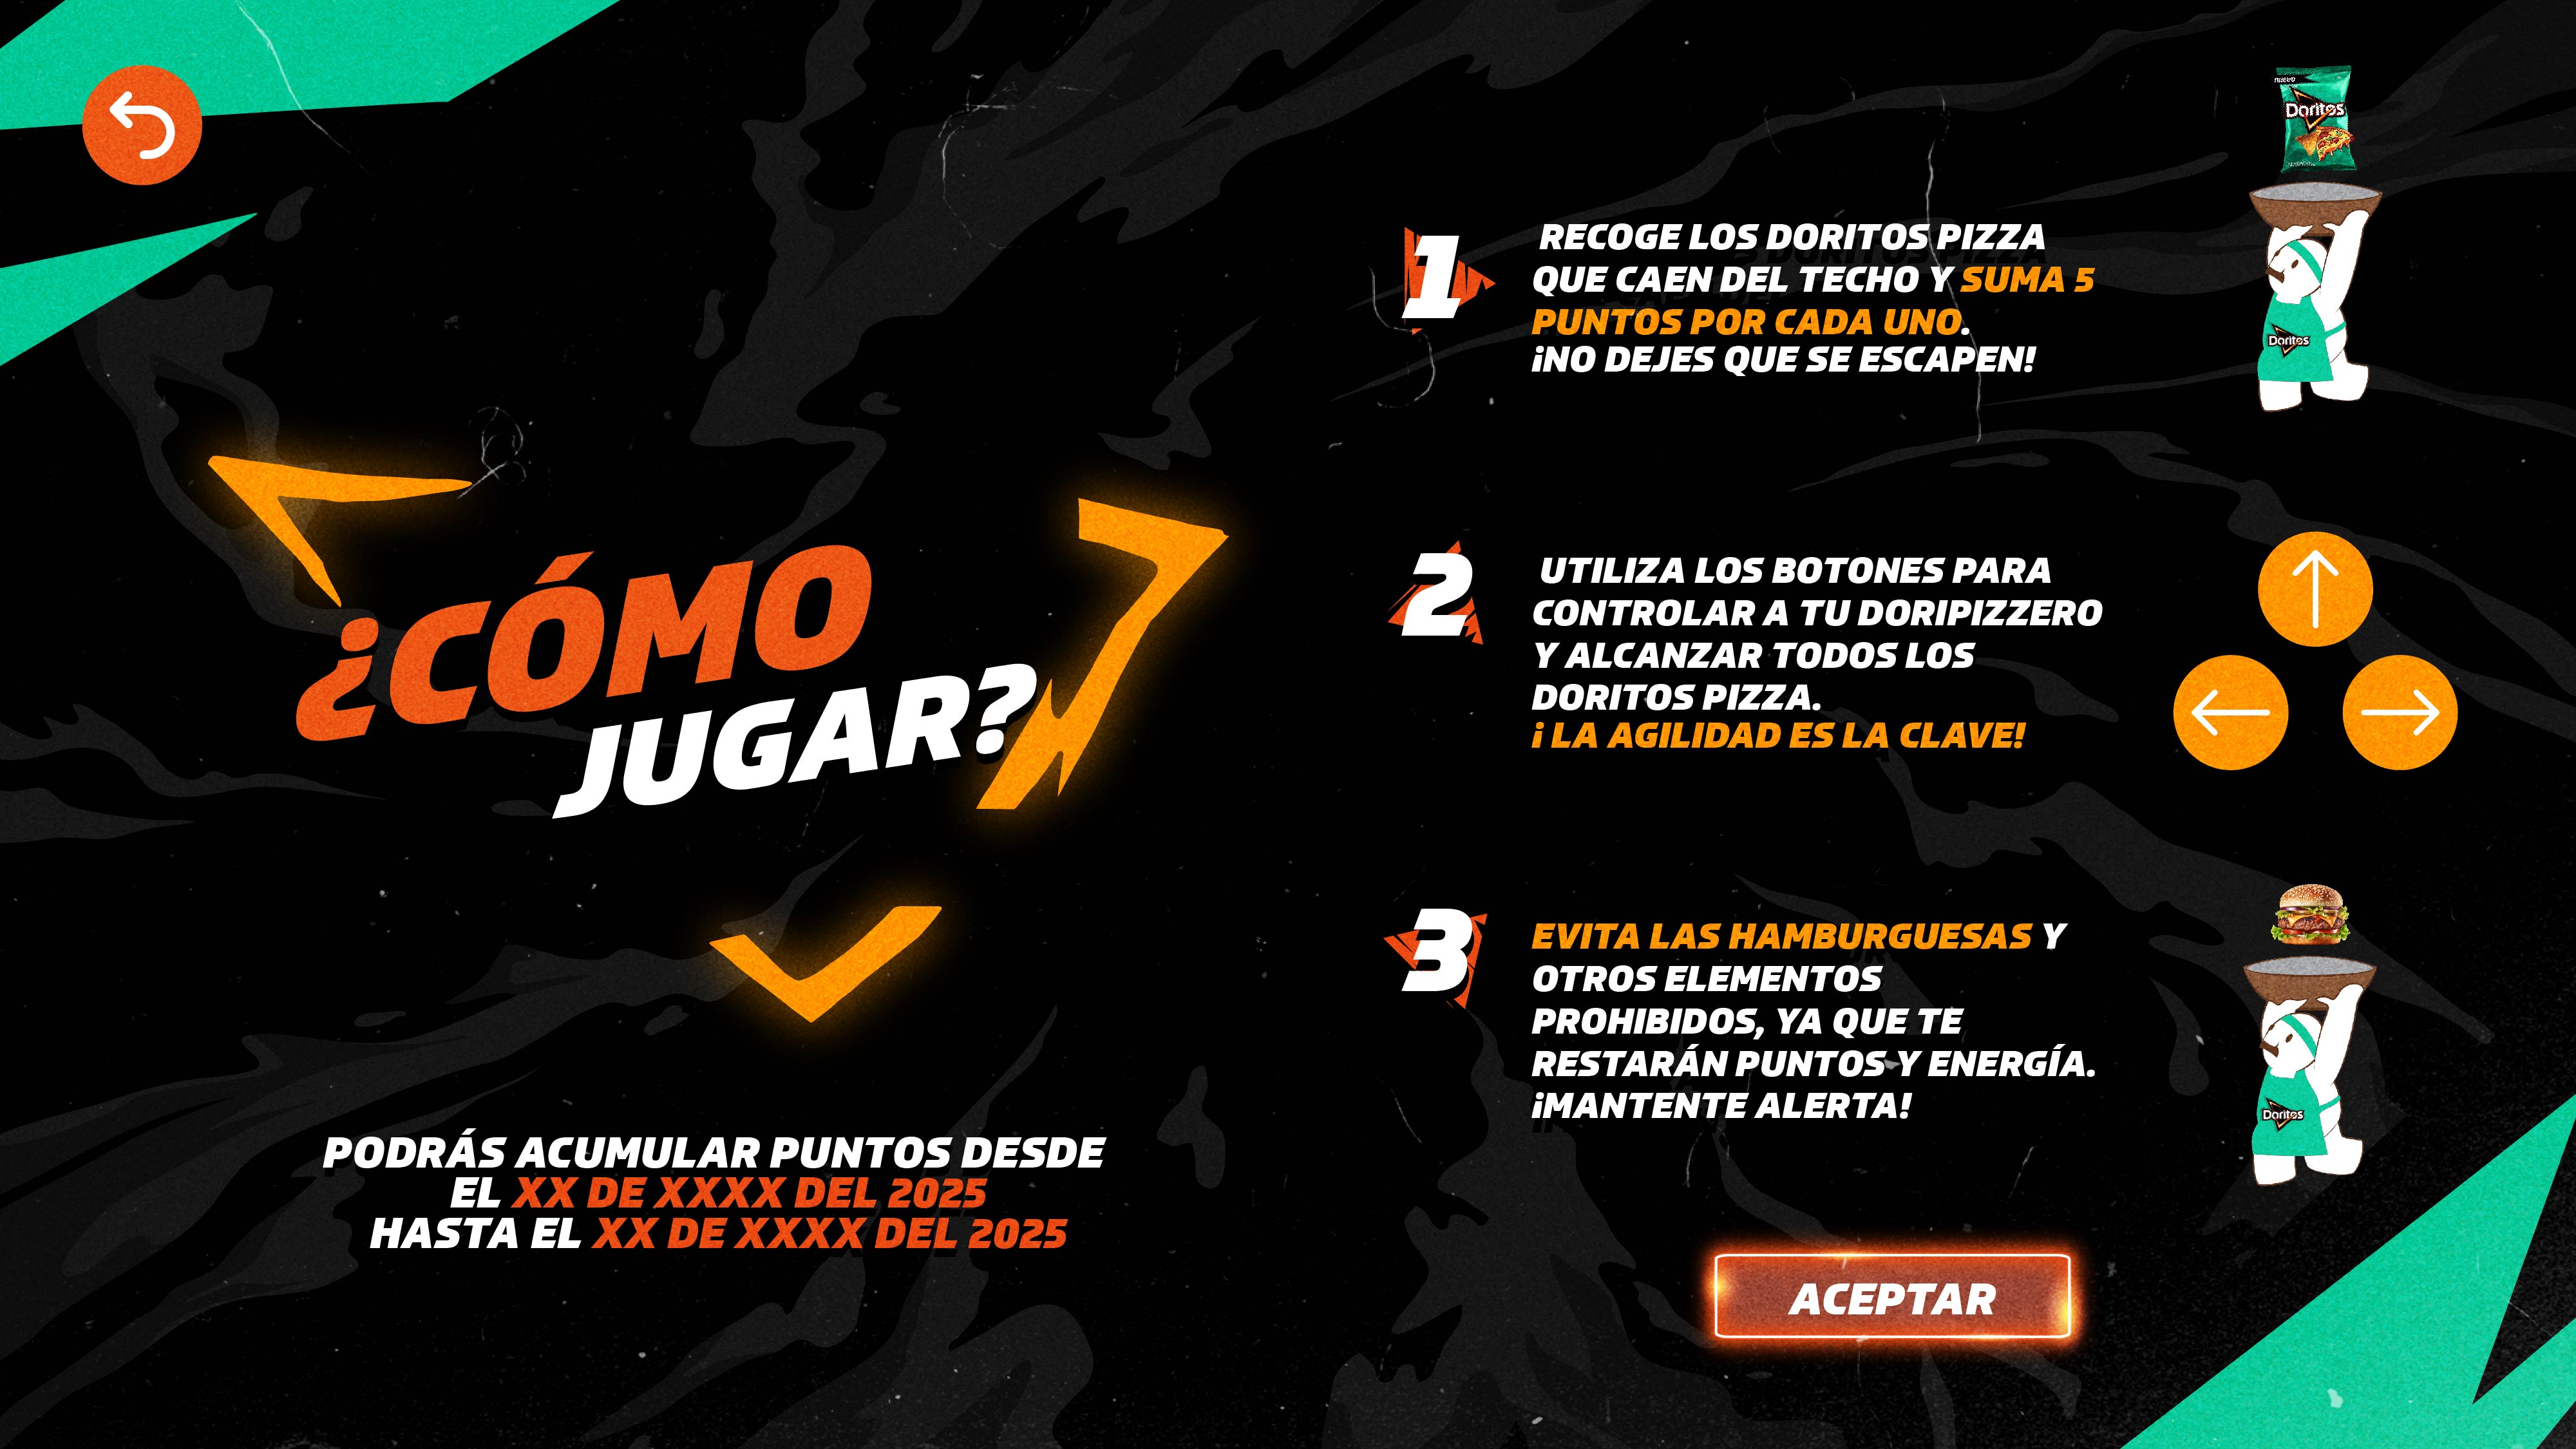 ¿CÓMO
JUGAR?
PODRÁS ACUMULAR PUNTOS DESDE
EL XX DE XXXX DEL 2025
HASTA EL XX DE XXXX DEL 2025
1
RECOGE LOS DORITOS PIZZA
QUE CAEN DEL TECHO Y SUMA 5
PUNTOS POR CADA UNO.
¡NO DEJES QUE SE ESCAPEN!
Doritos
Doritos
2
UTILIZA LOS BOTONES PARA
CONTROLAR A TU DORIPIZZERO
Y ALCANZAR TODOS LOS
DORITOS PIZZA.
¡ LA AGILIDAD ES LA CLAVE!
3
EVITA LAS HAMBURGUESAS Y
OTROS ELEMENTOS
PROHIBIDOS, YA QUE TE
RESTARÁN PUNTOS Y ENERGÍA.
¡MANTENTE ALERTA!
Doritos
ACEPTAR